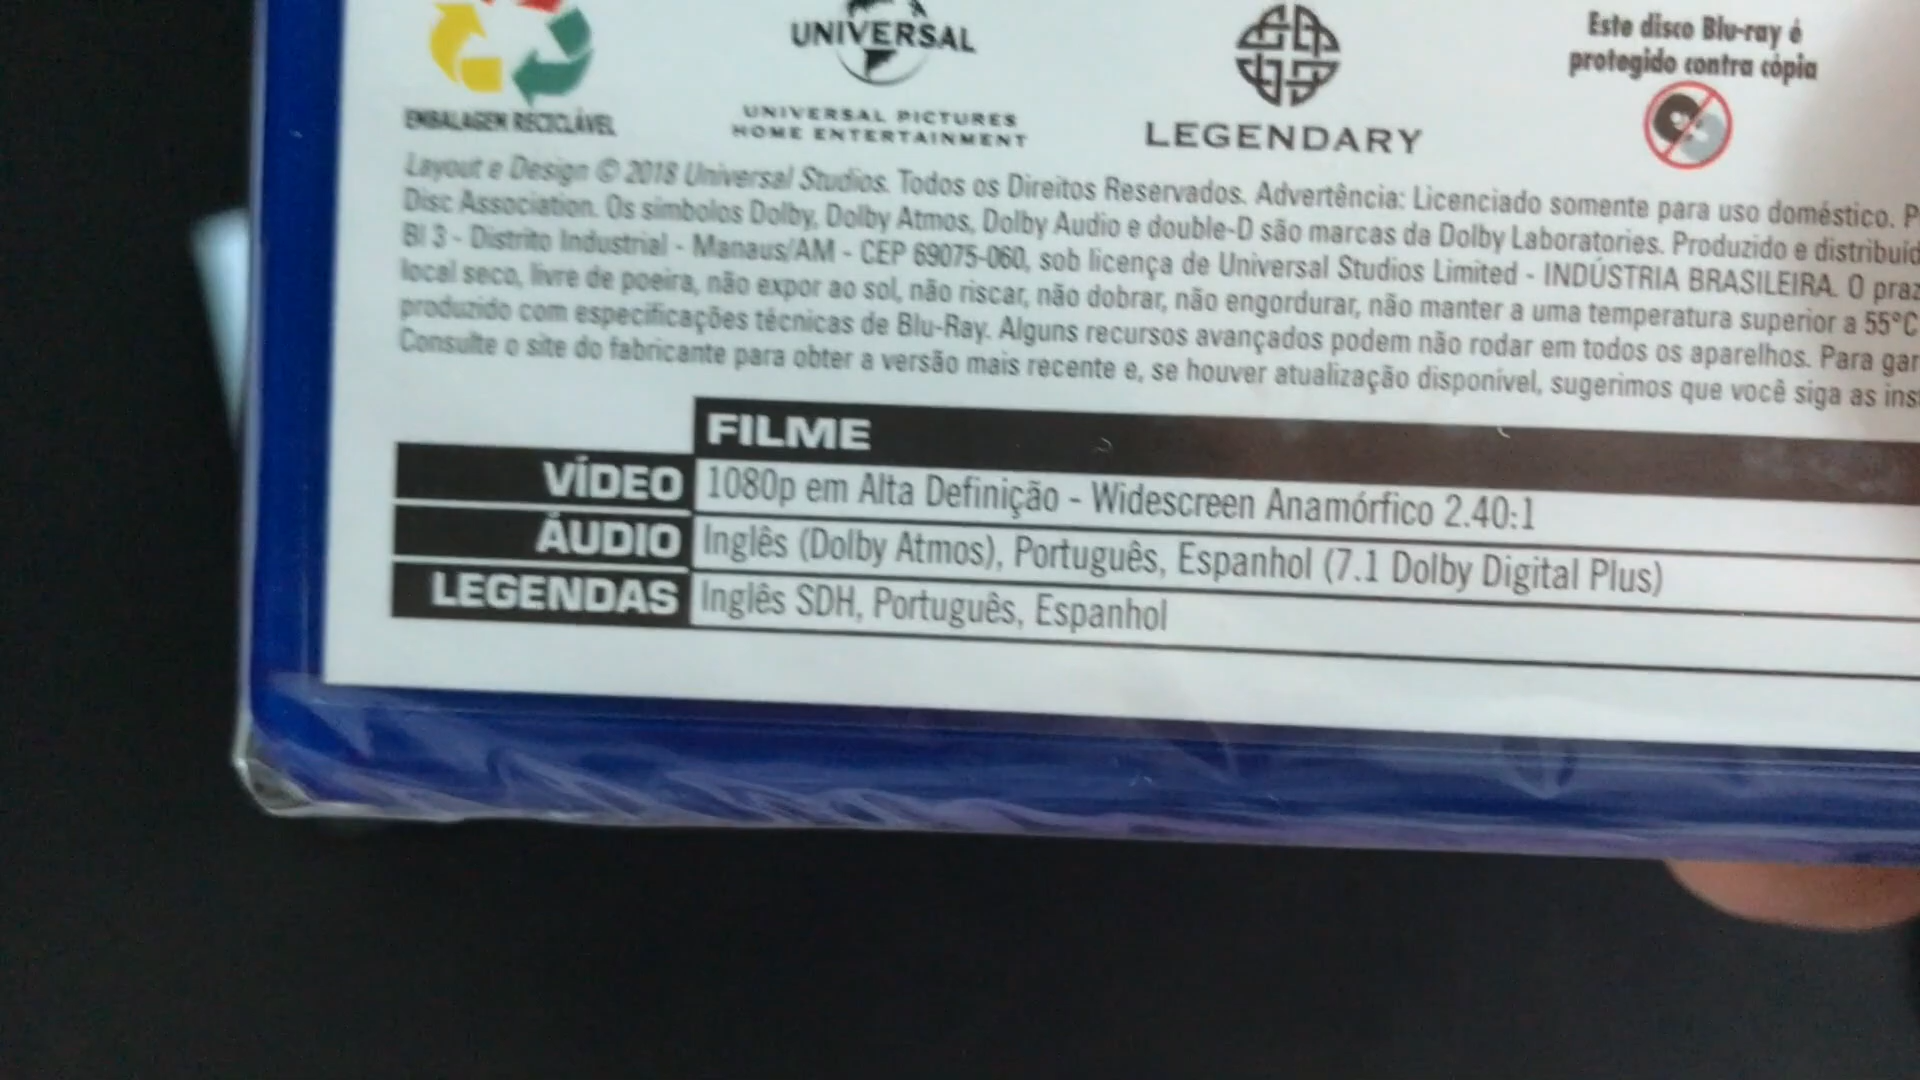 UNIVERSAL
UNIVERSAL PICTURES
HOME ENTERTAINMENT
LEGENDARY
Este disco Blu-ray é
protegido contra cópia
EMBALAGEM RECICLÁVEL
Layout e Design © 2018 Universal Studios. Todos os Direitos Reservados. Advertência: Licenciado somente para uso doméstico.
Disc Association. Os símbolos Dolby, Dolby Atmos, Dolby Audio e double-D são marcas da Dolby Laboratories. Produzido e distribuíd
Bl 3 - Distrito Industrial - Manaus/AM - CEP 69075-060, sob licença de Universal Studios Limited - INDÚSTRIA BRASILEIRA. O praz
local seco, livre de poeira, não expor ao sol, não riscar, não dobrar, não engordurar, não manter a uma temperatura superior a 55°C
produzido com especificações técnicas de Blu-Ray. Alguns recursos avançados podem não rodar em todos os aparelhos. Para gar
Consulte o site do fabricante para obter a versão mais recente e, se houver atualização disponível, sugerimos que você siga as ins
FILME
VÍDEO 1080p em Alta Definição - Widescreen Anamórfico 2.40:1
ÁUDIO Inglês (Dolby Atmos), Português, Espanhol (7.1 Dolby Digital Plus)
LEGENDAS Inglês SDH, Português, Espanhol